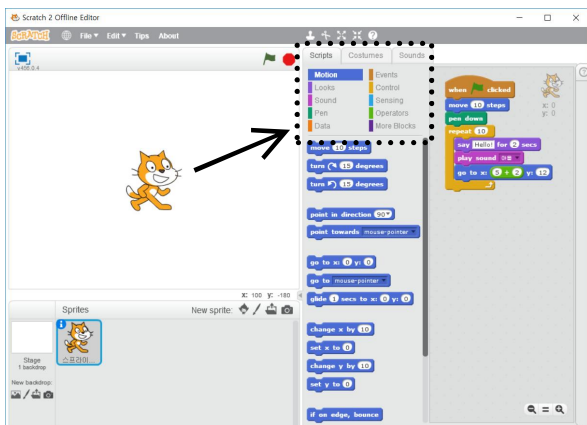 Scratch 2 Offline Editor
SCRATCH File Edit Tips About
v456.0.4
Scripts Costumes Sounds
Motion Events
Looks Control
Sound Sensing
Pen Operators
Data More Blocks
move 10 steps
turn 15 degrees
turn 15 degrees
point in direction 90
point towards mouse-pointer
go to x: 0 y: 0
go to mouse-pointer
glide 1 secs to x: 0 y: 0
change x by 10
set x to 0
change y by 10
set y to 0
if on edge, bounce
when clicked
move 10 steps
pen down
repeat 10
say Hello! for 2 secs
play sound
go to x: 5 + 2 y: 12
x: 0
y: 0
X: 100 y: -180
Sprites New sprite:
Stage
1 backdrop
New backdrop:
스프라이...